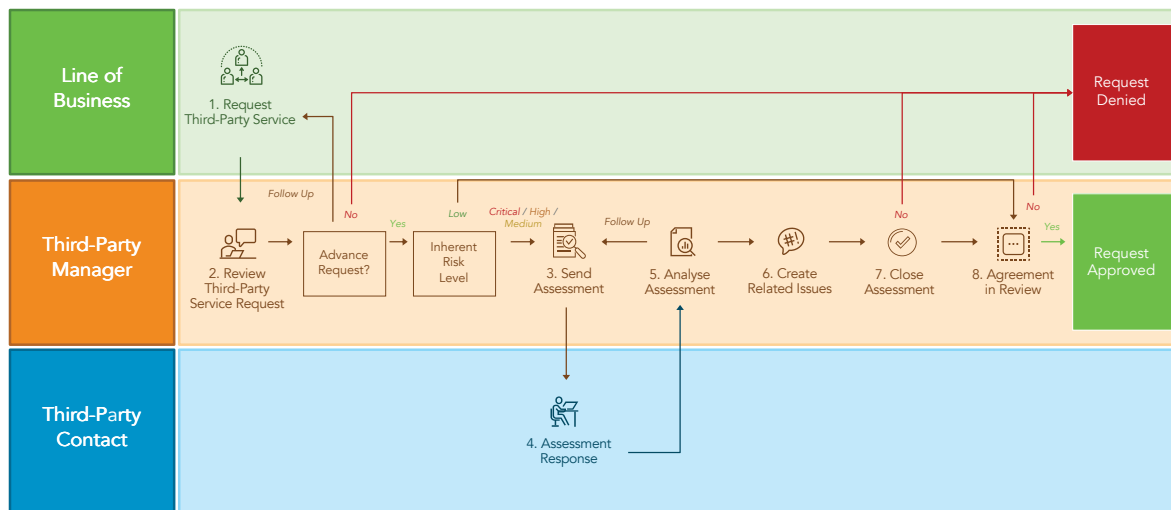 Line of
Business
1. Request
Third-Party Service
Request
Denied
Third-Party
Manager
Follow Up
No
Yes
Low
Critical / High /
Medium
Follow Up
No
No
Yes
2. Review
Third-Party
Service Request
Advance
Request?
Inherent
Risk
Level
3. Send
Assessment
5. Analyse
Assessment
#!
6. Create
Related Issues
7. Close
Assessment
8. Agreement
in Review
Request
Approved
Third-Party
Contact
4. Assessment
Response